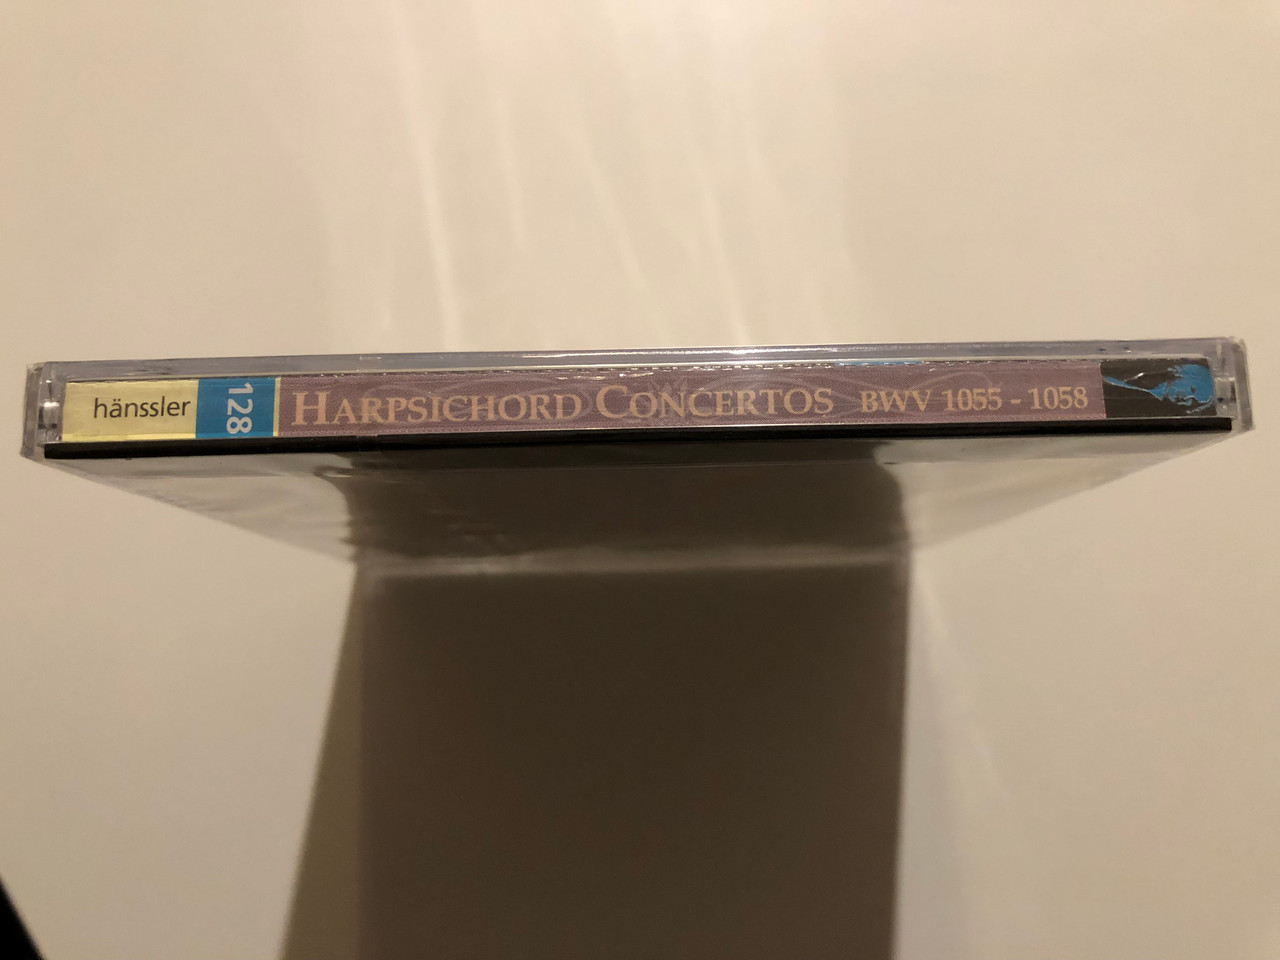 hänssler
128
HARPSICHORD CONCERTOS BWV 1055 - 1058